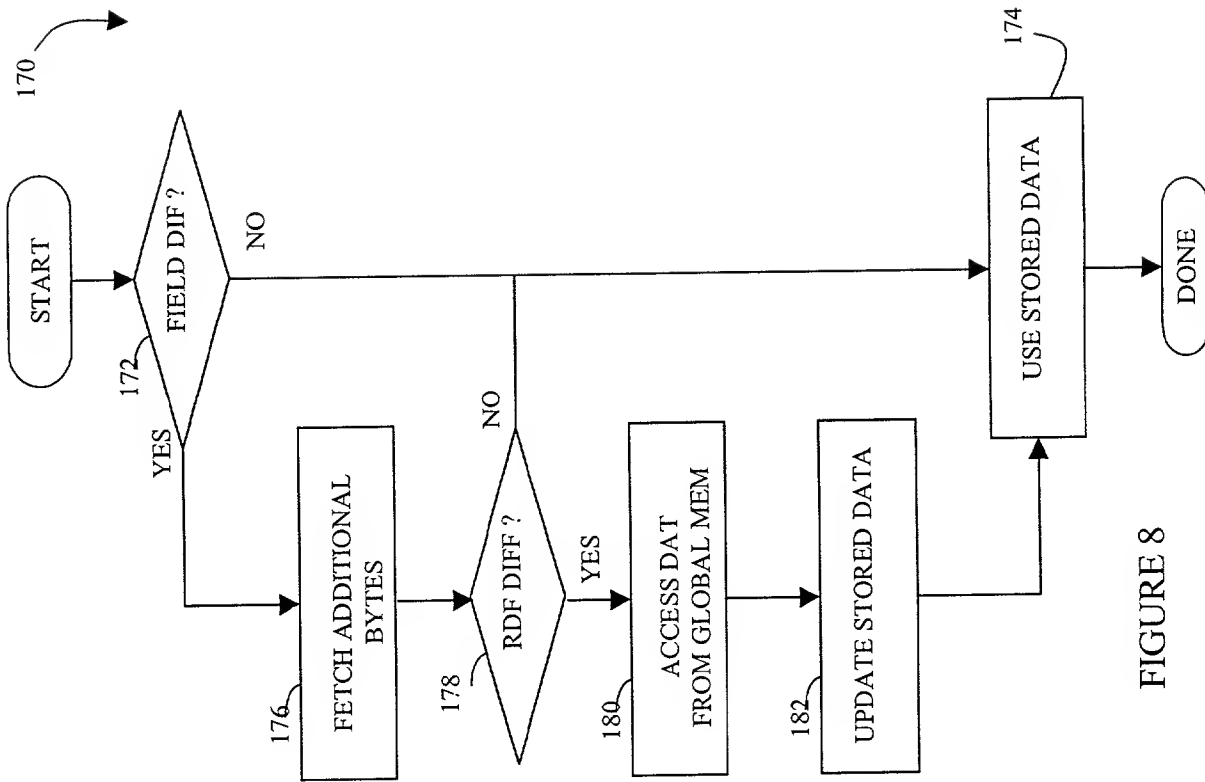 170
START
FIELD DIF ?
172
YES
NO
FETCH ADDITIONAL
BYTES
176
RDF DIFF ?
178
NO
YES
ACCESS DAT
FROM GLOBAL MEM
180
UPDATE STORED DATA
182
USE STORED DATA
174
DONE
FIGURE 8